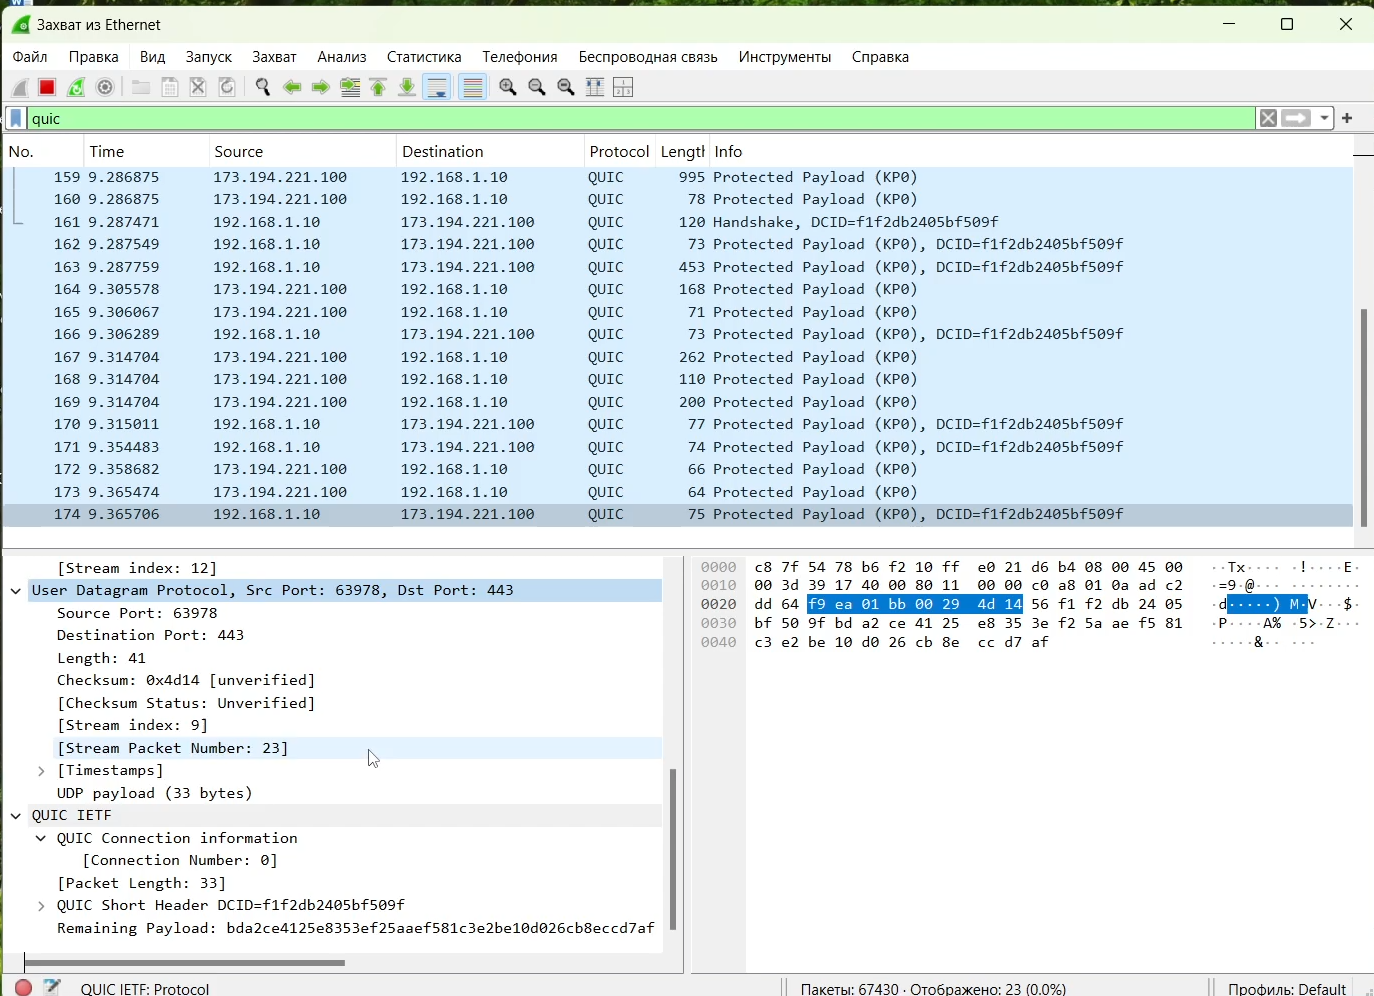 Захват из Ethernet
Файл Правка Вид Запуск Захват Анализ Статистика Телефония Беспроводная связь Инструменты Справка
quic
No. Time Source Destination Protocol Length Info
159 9.286875 173.194.221.100 192.168.1.10 QUIC 995 Protected Payload (KP0)
160 9.286875 173.194.221.100 192.168.1.10 QUIC 78 Protected Payload (KP0)
161 9.287471 192.168.1.10 173.194.221.100 QUIC 120 Handshake, DCID=f1f2db2405bf509f
162 9.287549 192.168.1.10 173.194.221.100 QUIC 73 Protected Payload (KP0), DCID=f1f2db2405bf509f
163 9.287759 192.168.1.10 173.194.221.100 QUIC 453 Protected Payload (KP0), DCID=f1f2db2405bf509f
164 9.305578 173.194.221.100 192.168.1.10 QUIC 168 Protected Payload (KP0)
165 9.306067 173.194.221.100 192.168.1.10 QUIC 71 Protected Payload (KP0)
166 9.306289 192.168.1.10 173.194.221.100 QUIC 73 Protected Payload (KP0), DCID=f1f2db2405bf509f
167 9.314704 173.194.221.100 192.168.1.10 QUIC 262 Protected Payload (KP0)
168 9.314704 173.194.221.100 192.168.1.10 QUIC 110 Protected Payload (KP0)
169 9.314704 173.194.221.100 192.168.1.10 QUIC 200 Protected Payload (KP0)
170 9.315011 192.168.1.10 173.194.221.100 QUIC 77 Protected Payload (KP0), DCID=f1f2db2405bf509f
171 9.354483 192.168.1.10 173.194.221.100 QUIC 74 Protected Payload (KP0), DCID=f1f2db2405bf509f
172 9.358682 173.194.221.100 192.168.1.10 QUIC 66 Protected Payload (KP0)
173 9.365474 173.194.221.100 192.168.1.10 QUIC 64 Protected Payload (KP0)
174 9.365706 192.168.1.10 173.194.221.100 QUIC 75 Protected Payload (KP0), DCID=f1f2db2405bf509f
[Stream index: 12]
User Datagram Protocol, Src Port: 63978, Dst Port: 443
Source Port: 63978
Destination Port: 443
Length: 41
Checksum: 0x4d14 [unverified]
[Checksum Status: Unverified]
[Stream index: 9]
[Stream Packet Number: 23]
[Timestamps]
UDP payload (33 bytes)
QUIC IETF
QUIC Connection information
[Connection Number: 0]
[Packet Length: 33]
QUIC Short Header DCID=f1f2db2405bf509f
Remaining Payload: bda2ce4125e8353ef25aaef581c3e2be10d026cb8eccd7af
0000 c8 7f 54 78 b6 f2 10 ff e0 21 d6 b4 08 00 45 00 ··Tx···· ·!····E·
0010 00 3d 39 17 40 00 80 11 00 00 c0 a8 01 0a ad c2 ·=9·@··· ········
0020 dd 64 f9 ea 01 bb 00 29 4d 14 56 f1 f2 db 24 05 ·d·····) M·V···$·
0030 bf 50 9f bd a2 ce 41 25 e8 35 3e f2 5a ae f5 81 ·P····A% ·5>·Z···
0040 c3 e2 be 10 d0 26 cb 8e cc d7 af ·····&·· ···
QUIC IETF: Protocol
Пакеты: 67430 · Отображено: 23 (0.0%)
Профиль: Default